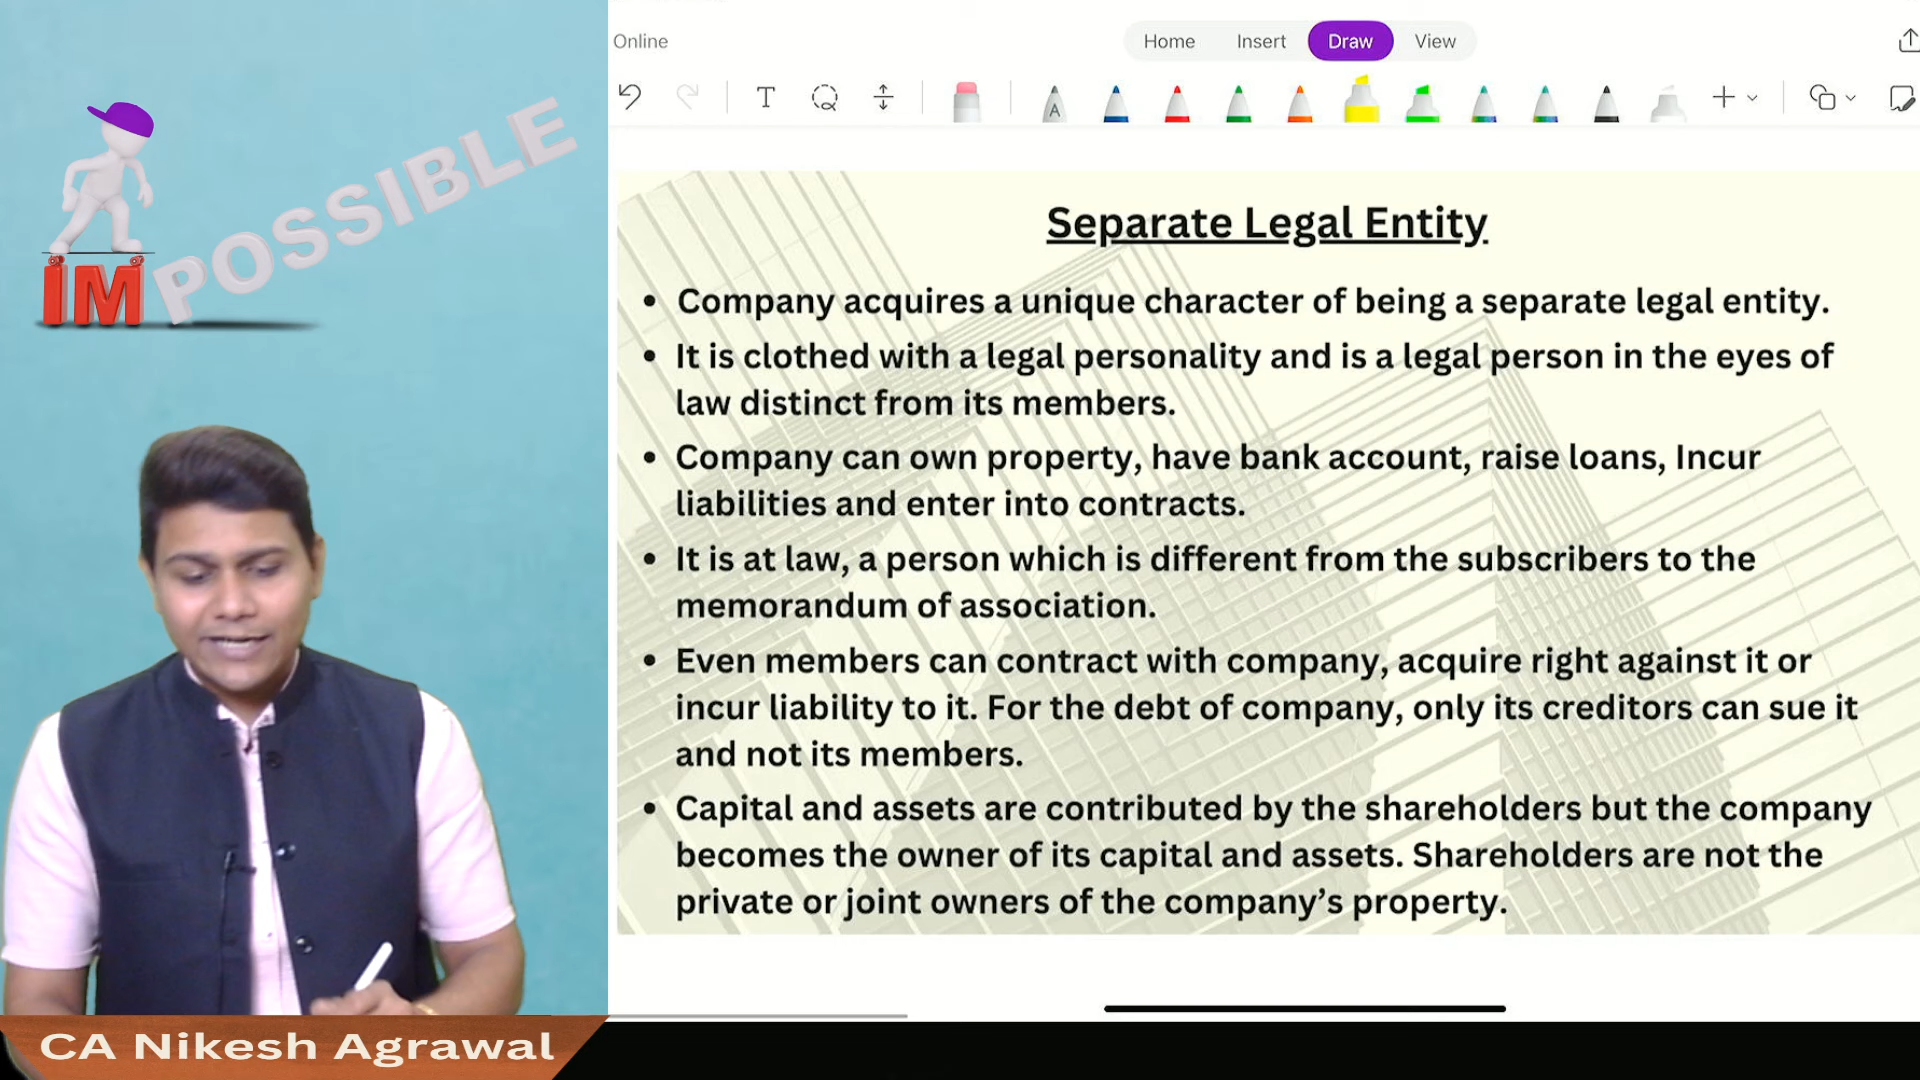 IMPOSSIBLE
CA Nikesh Agrawal
Online
Home Insert Draw View
T
A
Separate Legal Entity
• Company acquires a unique character of being a separate legal entity.
• It is clothed with a legal personality and is a legal person in the eyes of
law distinct from its members.
• Company can own property, have bank account, raise loans, Incur
liabilities and enter into contracts.
• It is at law, a person which is different from the subscribers to the
memorandum of association.
• Even members can contract with company, acquire right against it or
incur liability to it. For the debt of company, only its creditors can sue it
and not its members.
• Capital and assets are contributed by the shareholders but the company
becomes the owner of its capital and assets. Shareholders are not the
private or joint owners of the company’s property.